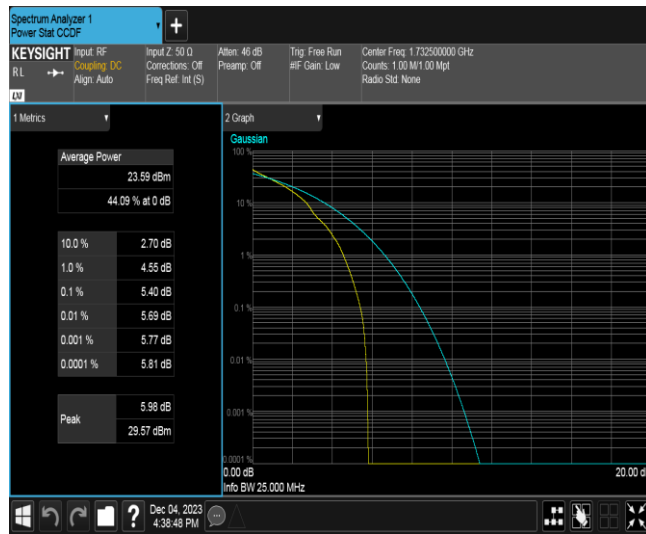 Spectrum Analyzer 1
Power Stat CCDF
+
KEYSIGHT
RL
LXI
Input: RF
Coupling: DC
Align: Auto
Input Z: 50 Ω
Corrections: Off
Freq Ref: Int (S)
Atten: 46 dB
Preamp: Off
Trig: Free Run
#IF Gain: Low
Center Freq: 1.732500000 GHz
Counts: 1.00 M/1.00 Mpt
Radio Std: None
1 Metrics
Average Power
23.59 dBm
44.09 % at 0 dB
10.0 % 2.70 dB
1.0 % 4.55 dB
0.1 % 5.40 dB
0.01 % 5.69 dB
0.001 % 5.77 dB
0.0001 % 5.81 dB
Peak
5.98 dB
29.57 dBm
2 Graph
Gaussian
100 %
10 %
1 %
0.1 %
0.01 %
0.001 %
0.0001 %
0.00 dB 20.00 d
Info BW 25.000 MHz
?
Dec 04, 2023
4:38:48 PM